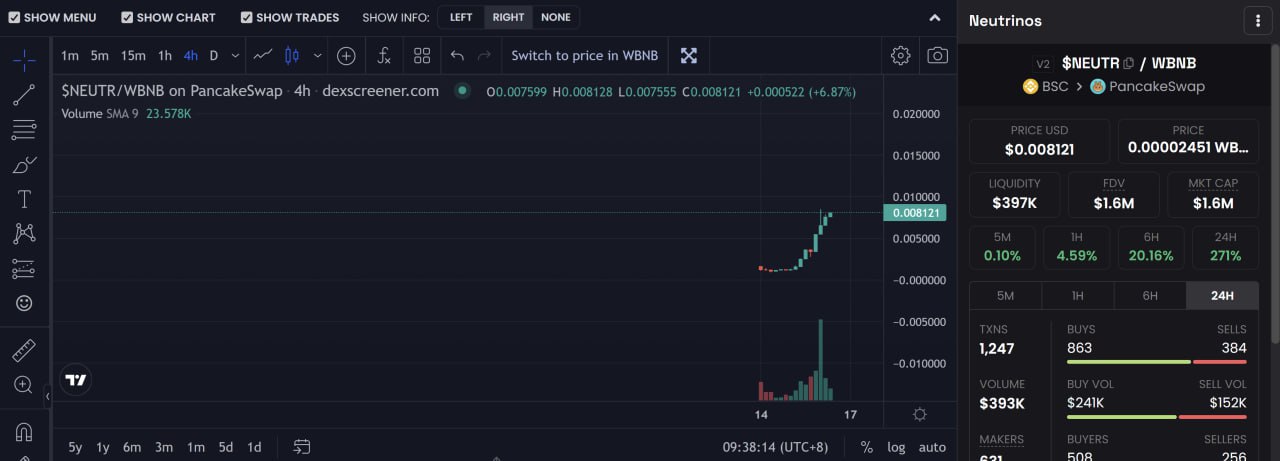 SHOW MENU SHOW CHART SHOW TRADES SHOW INFO: LEFT RIGHT NONE
Neutrinos
1m 5m 15m 1h 4h D Switch to price in WBNB
V2 $NEUTR / WBNB
BSC > PancakeSwap
$NEUTR/WBNB on PancakeSwap · 4h · dexscreener.com O0.007599 H0.008128 L0.007555 C0.008121 +0.000522 (+6.87%)
Volume SMA 9 23.578K
0.020000
0.015000
0.010000
0.008121
0.005000
−0.000000
−0.005000
−0.010000
14 17
5y 1y 6m 3m 1m 5d 1d 09:38:14 (UTC+8) % log auto
PRICE USD PRICE
$0.008121 0.00002451 WB...
LIQUIDITY FDV MKT CAP
$397K $1.6M $1.6M
5M 1H 6H 24H
0.10% 4.59% 20.16% 271%
5M 1H 6H 24H
TXNS BUYS SELLS
1,247 863 384
VOLUME BUY VOL SELL VOL
$393K $241K $152K
MAKERS BUYERS SELLERS
631 508 256